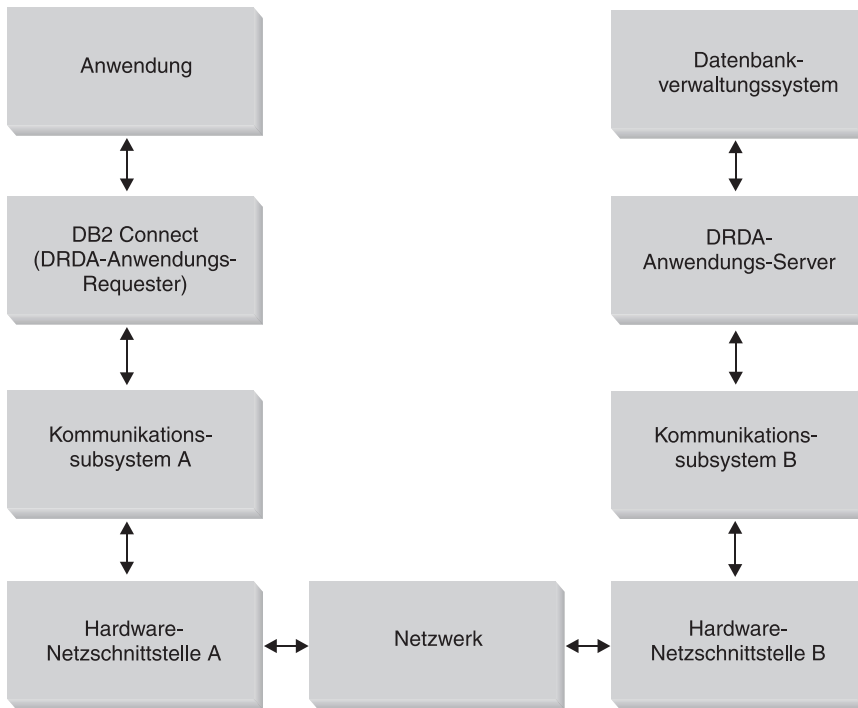 Anwendung
Datenbank-
verwaltungssystem
DB2 Connect
(DRDA-Anwendungs-
Requester)
DRDA-
Anwendungs-Server
Kommunikations-
subsystem A
Kommunikations-
subsystem B
Hardware-
Netzschnittstelle A
Netzwerk
Hardware-
Netzschnittstelle B